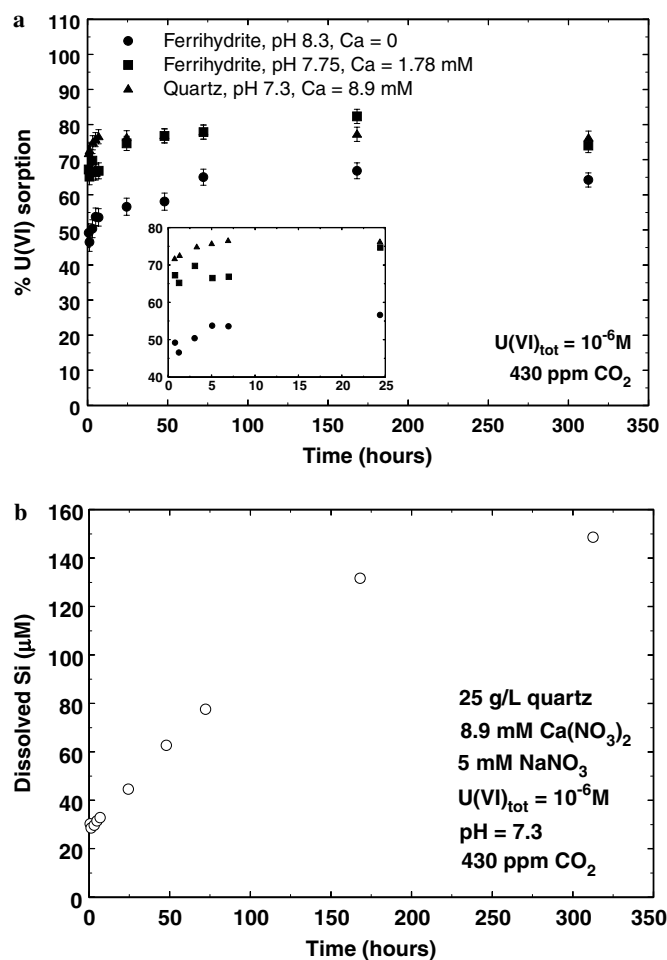 a
110
100
90
80
70
60
50
40
30
20
10
0
% U(VI) sorption
Ferrihydrite, pH 8.3, Ca = 0
Ferrihydrite, pH 7.75, Ca = 1.78 mM
Quartz, pH 7.3, Ca = 8.9 mM
80
70
60
50
40
0 5 10 15 20 25
U(VI)tot = 10⁻⁶M
430 ppm CO₂
0 50 100 150 200 250 300 350
Time (hours)
b
160
140
120
100
80
60
40
20
0
Dissolved Si (μM)
25 g/L quartz
8.9 mM Ca(NO₃)₂
5 mM NaNO₃
U(VI)tot = 10⁻⁶M
pH = 7.3
430 ppm CO₂
0 50 100 150 200 250 300 350
Time (hours)